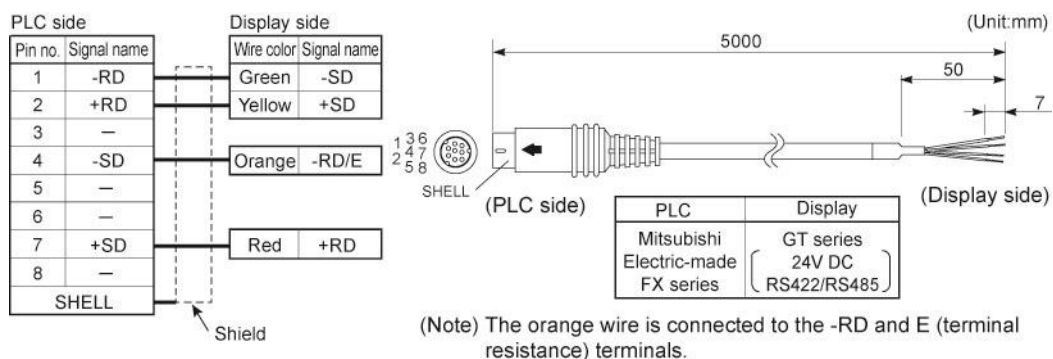 PLC side
Display side
Pin no. Signal name
Wire color Signal name
1 -RD
Green -SD
2 +RD
Yellow +SD
3 –
4 -SD
Orange -RD/E
5 –
6 –
7 +SD
Red +RD
8 –
SHELL
Shield
(Unit:mm)
5000
50
7
1 3 6
4 7
2 5 8
SHELL
(PLC side)
(Display side)
PLC Display
Mitsubishi GT series
Electric-made 24V DC
FX series RS422/RS485
(Note) The orange wire is connected to the -RD and E (terminal
resistance) terminals.